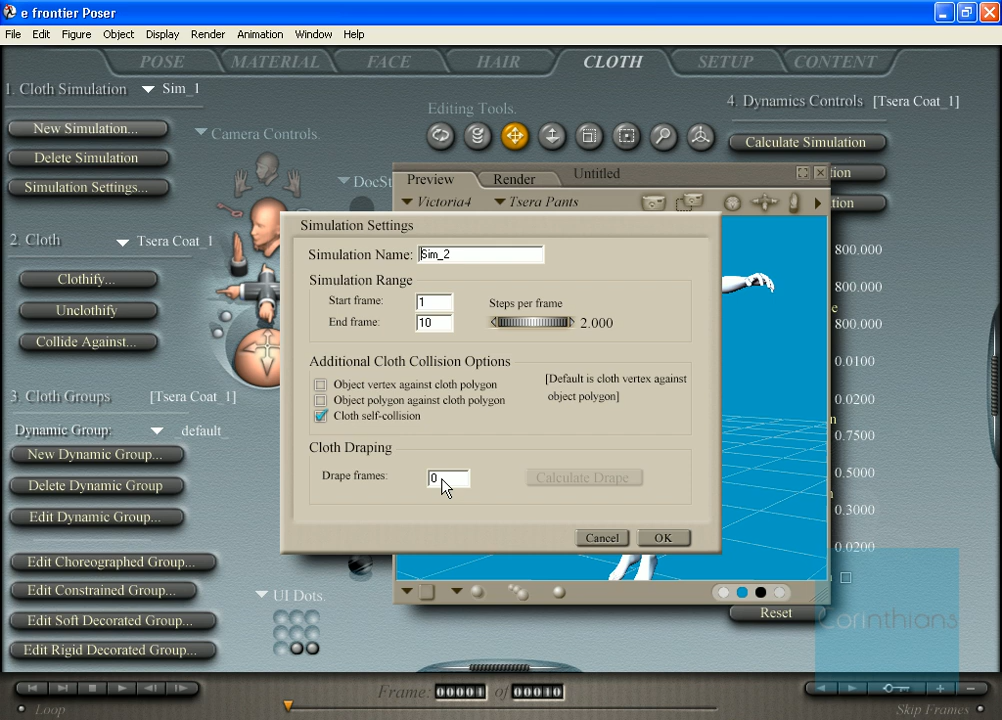 e frontier Poser
File Edit Figure Object Display Render Animation Window Help
POSE MATERIAL FACE HAIR CLOTH SETUP CONTENT
1. Cloth Simulation Sim_1
New Simulation...
Delete Simulation
Simulation Settings...
2. Cloth Tsera Coat_1
Clothify...
Unclothify
Collide Against...
3. Cloth Groups [Tsera Coat_1]
Dynamic Group: _default_
New Dynamic Group...
Delete Dynamic Group
Edit Dynamic Group...
Edit Choreographed Group...
Edit Constrained Group...
Edit Soft Decorated Group...
Edit Rigid Decorated Group...
Camera Controls.
Editing Tools.
DocSt
UI Dots.
Preview Render Untitled
Victoria4 Tsera Pants
Simulation Settings
Simulation Name: Sim_2
Simulation Range
Start frame: 1
End frame: 10
Steps per frame
2.000
Additional Cloth Collision Options
Object vertex against cloth polygon
Object polygon against cloth polygon
Cloth self-collision
[Default is cloth vertex against
object polygon]
Cloth Draping
Drape frames: 0
Calculate Drape
Cancel OK
4. Dynamics Controls [Tsera Coat_1]
Calculate Simulation
tion
tion
800.000
800.000
e
800.000
0.0100
0.0200
n
0.7500
0.5000
n
0.3000
0.0200
Reset
Corinthians
Frame: 00001 of 00010
Loop
Skip Frames